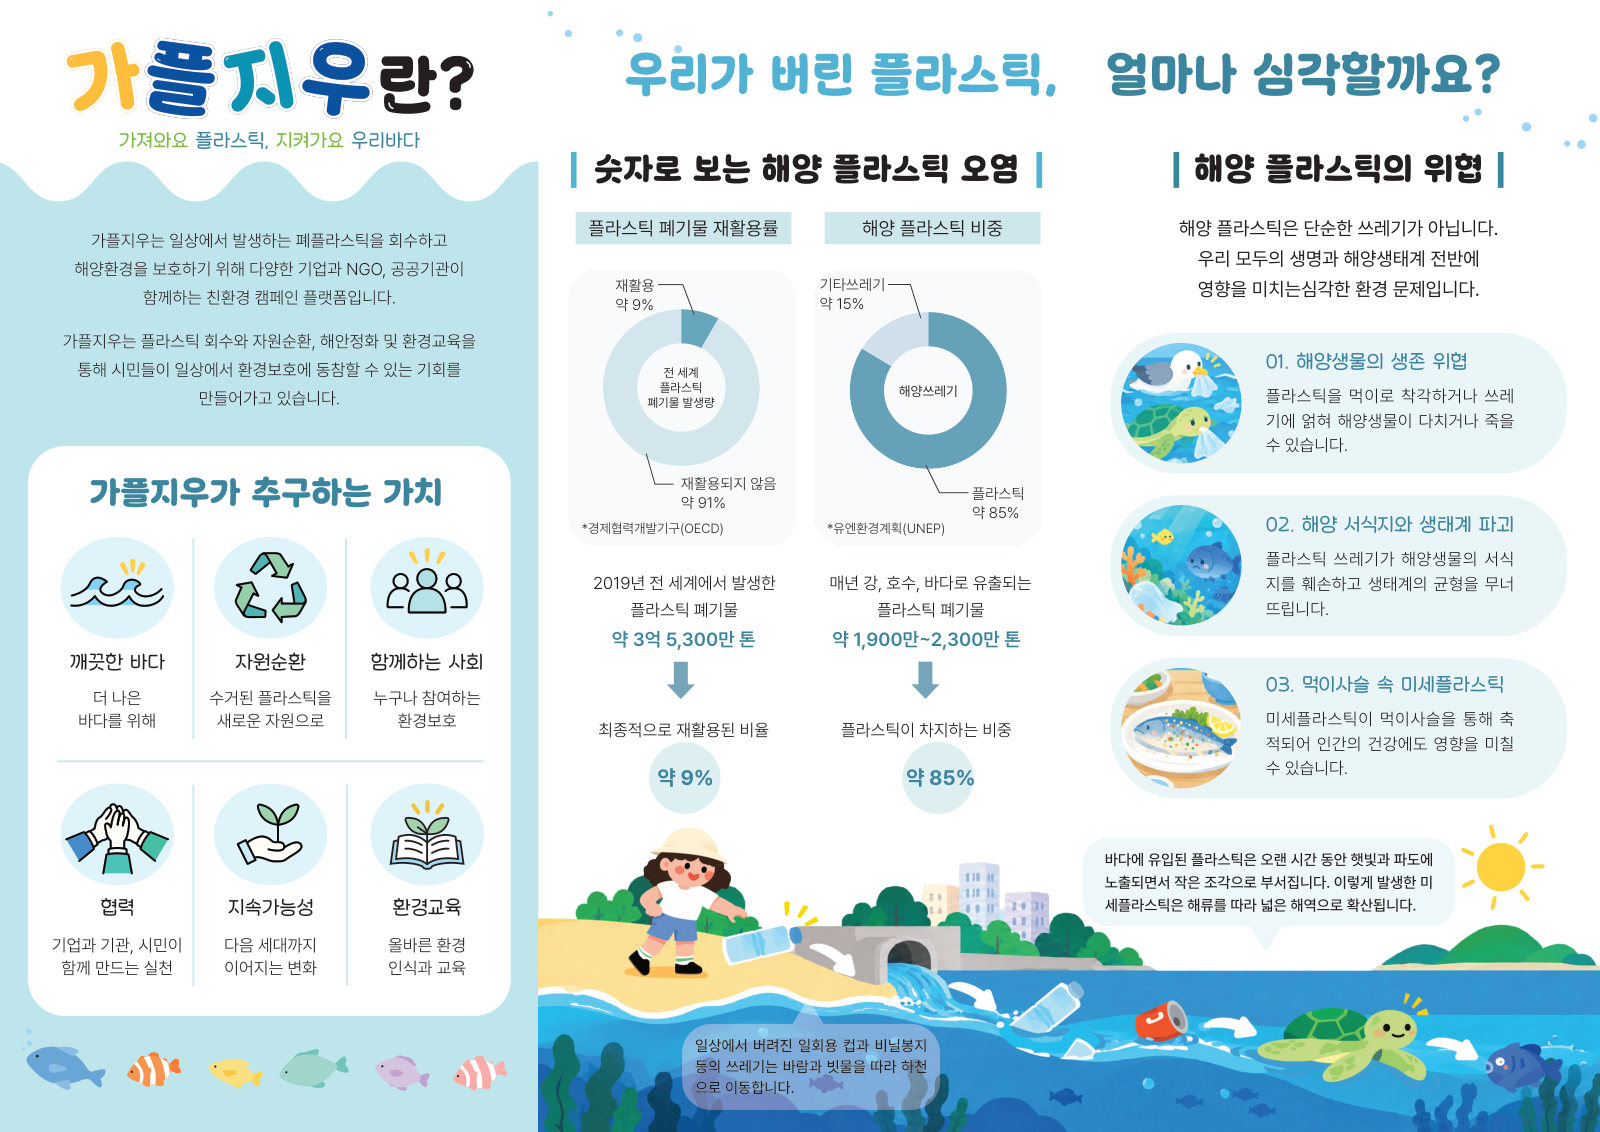 가플지우란?
가져와요 플라스틱, 지켜가요 우리바다
가플지우는 일상에서 발생하는 폐플라스틱을 회수하고
해양환경을 보호하기 위해 다양한 기업과 NGO, 공공기관이
함께하는 친환경 캠페인 플랫폼입니다.
가플지우는 플라스틱 회수와 자원순환, 해안정화 및 환경교육을
통해 시민들이 일상에서 환경보호에 동참할 수 있는 기회를
만들어가고 있습니다.
가플지우가 추구하는 가치
깨끗한 바다
더 나은
바다를 위해
자원순환
수거된 플라스틱을
새로운 자원으로
함께하는 사회
누구나 참여하는
환경보호
협력
기업과 기관, 시민이
함께 만드는 실천
지속가능성
다음 세대까지
이어지는 변화
환경교육
올바른 환경
인식과 교육
우리가 버린 플라스틱, 얼마나 심각할까요?
숫자로 보는 해양 플라스틱 오염
플라스틱 폐기물 재활용률
재활용
약 9%
전 세계
플라스틱
폐기물 발생량
재활용되지 않음
약 91%
*경제협력개발기구(OECD)
2019년 전 세계에서 발생한
플라스틱 폐기물
약 3억 5,300만 톤
최종적으로 재활용된 비율
약 9%
해양 플라스틱 비중
기타쓰레기
약 15%
해양쓰레기
플라스틱
약 85%
*유엔환경계획(UNEP)
매년 강, 호수, 바다로 유출되는
플라스틱 폐기물
약 1,900만~2,300만 톤
플라스틱이 차지하는 비중
약 85%
해양 플라스틱의 위협
해양 플라스틱은 단순한 쓰레기가 아닙니다.
우리 모두의 생명과 해양생태계 전반에
영향을 미치는심각한 환경 문제입니다.
01. 해양생물의 생존 위협
플라스틱을 먹이로 착각하거나 쓰레
기에 얽혀 해양생물이 다치거나 죽을
수 있습니다.
02. 해양 서식지와 생태계 파괴
플라스틱 쓰레기가 해양생물의 서식
지를 훼손하고 생태계의 균형을 무너
뜨립니다.
03. 먹이사슬 속 미세플라스틱
미세플라스틱이 먹이사슬을 통해 축
적되어 인간의 건강에도 영향을 미칠
수 있습니다.
바다에 유입된 플라스틱은 오랜 시간 동안 햇빛과 파도에
노출되면서 작은 조각으로 부서집니다. 이렇게 발생한 미
세플라스틱은 해류를 따라 넓은 해역으로 확산됩니다.
일상에서 버려진 일회용 컵과 비닐봉지
등의 쓰레기는 바람과 빗물을 따라 하천
으로 이동합니다.